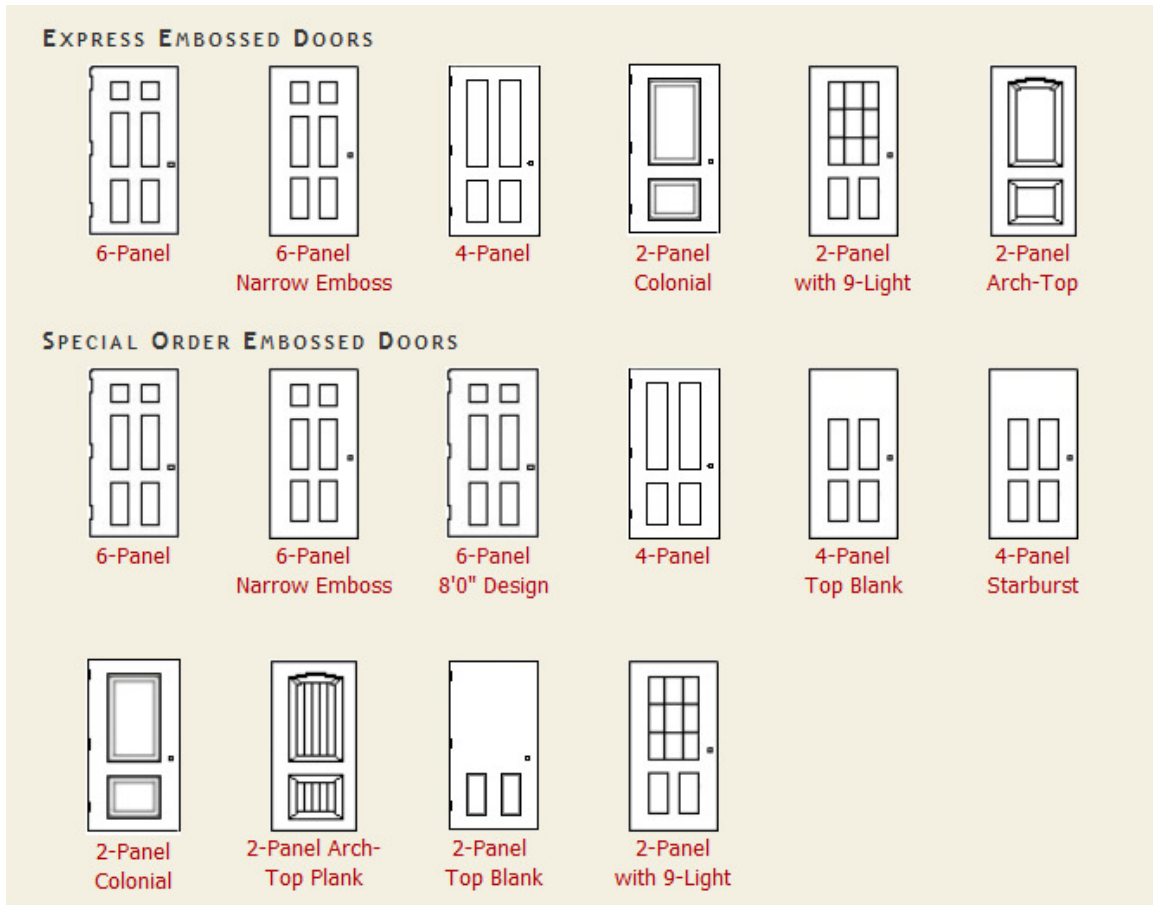 EXPRESS EMBOSSED DOORS
6-Panel
6-Panel
Narrow Emboss
4-Panel
2-Panel
Colonial
2-Panel
with 9-Light
2-Panel
Arch-Top
SPECIAL ORDER EMBOSSED DOORS
6-Panel
6-Panel
Narrow Emboss
6-Panel
8'0" Design
4-Panel
4-Panel
Top Blank
4-Panel
Starburst
2-Panel
Colonial
2-Panel Arch-
Top Plank
2-Panel
Top Blank
2-Panel
with 9-Light